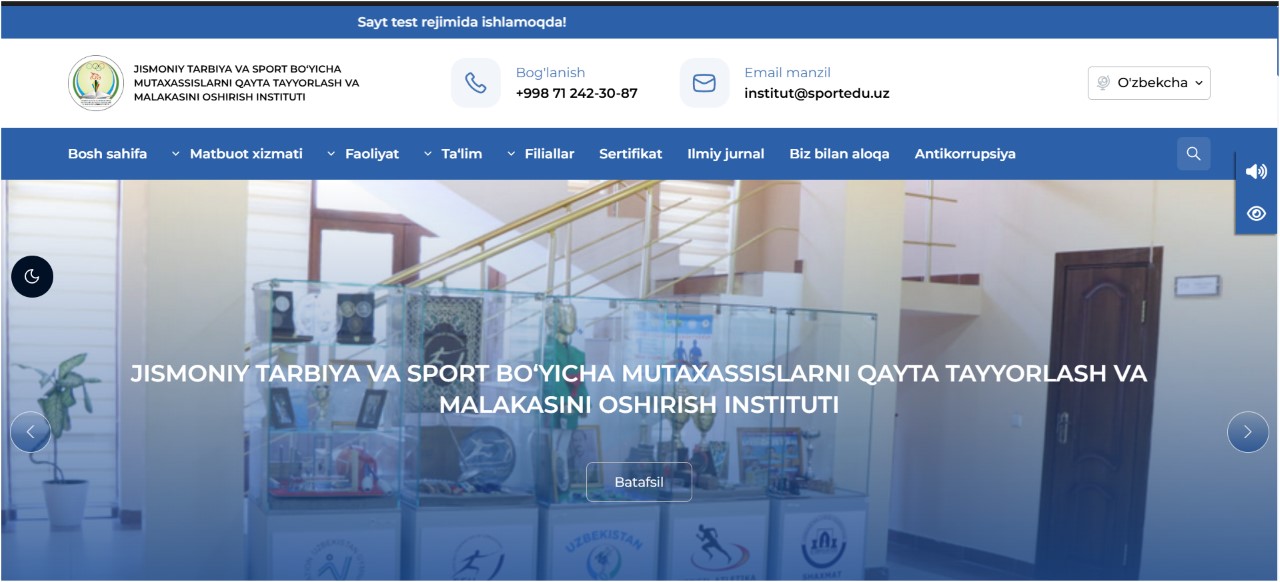 Sayt test rejimida ishlamoqda!
JISMONIY TARBIYA VA SPORT BO'YICHA
MUTAXASSISLARNI QAYTA TAYYORLASH VA
MALAKASINI OSHIRISH INSTITUTI
Bog'lanish
+998 71 242-30-87
Email manzil
institut@sportedu.uz
O'zbekcha
Bosh sahifa
Matbuot xizmati
Faoliyat
Ta'lim
Filiallar
Sertifikat
Ilmiy jurnal
Biz bilan aloqa
Antikorrupsiya
JISMONIY TARBIYA VA SPORT BO‘YICHA MUTAXASSISLARNI QAYTA TAYYORLASH VA
MALAKASINI OSHIRISH INSTITUTI
Batafsil
UZBEKISTAN
SHAXMAT